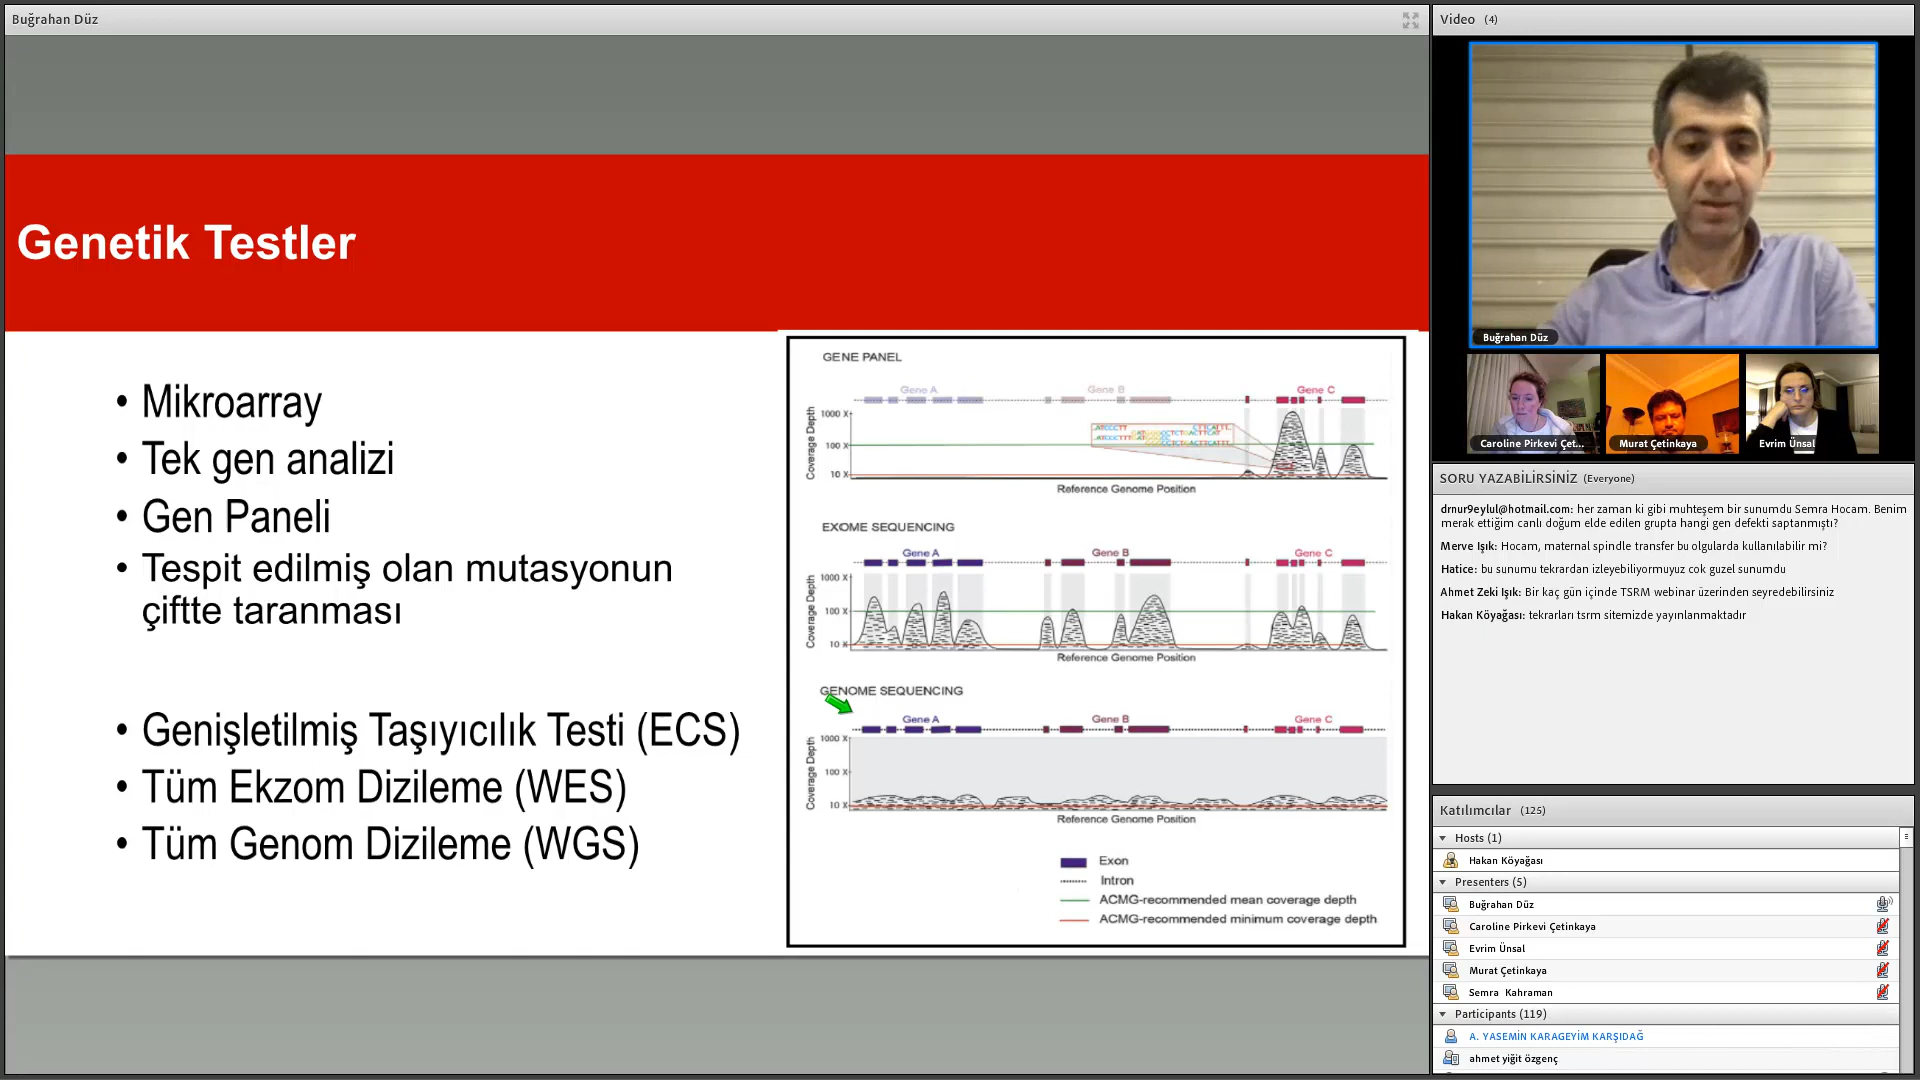 Buğrahan Düz
Genetik Testler
• Mikroarray
• Tek gen analizi
• Gen Paneli
• Tespit edilmiş olan mutasyonun
çiftte taranması
• Genişletilmiş Taşıyıcılık Testi (ECS)
• Tüm Ekzom Dizileme (WES)
• Tüm Genom Dizileme (WGS)
GENE PANEL
Gene A Gene B Gene C
Coverage Depth
1000 X
100 X
10 X
Reference Genome Position
EXOME SEQUENCING
Gene A Gene B Gene C
Coverage Depth
1000 X
100 X
10 X
Reference Genome Position
GENOME SEQUENCING
Gene A Gene B Gene C
Coverage Depth
1000 X
100 X
10 X
Reference Genome Position
Exon
Intron
ACMG-recommended mean coverage depth
ACMG-recommended minimum coverage depth
Video (4)
Buğrahan Düz
Caroline Pirkevi Çet...
Murat Çetinkaya
Evrim Ünsal
SORU YAZABİLİRSİNİZ (Everyone)
drnur9eylul@hotmail.com: her zaman ki gibi muhteşem bir sunumdu Semra Hocam. Benim
merak ettiğim canlı doğum elde edilen grupta hangi gen defekti saptanmıştı?
Merve Işık: Hocam, maternal spindle transfer bu olgularda kullanılabilir mi?
Hatice: bu sunumu tekrardan izleyebiliyormuyuz cok guzel sunumdu
Ahmet Zeki Işık: Bir kaç gün içinde TSRM webinar üzerinden seyredebilirsiniz
Hakan Köyağası: tekrarları tsrm sitemizde yayınlanmaktadır
Katılımcılar (125)
Hosts (1)
Hakan Köyağası
Presenters (5)
Buğrahan Düz
Caroline Pirkevi Çetinkaya
Evrim Ünsal
Murat Çetinkaya
Semra Kahraman
Participants (119)
A. YASEMİN KARAGEYİM KARŞIDAĞ
ahmet yiğit özgenç